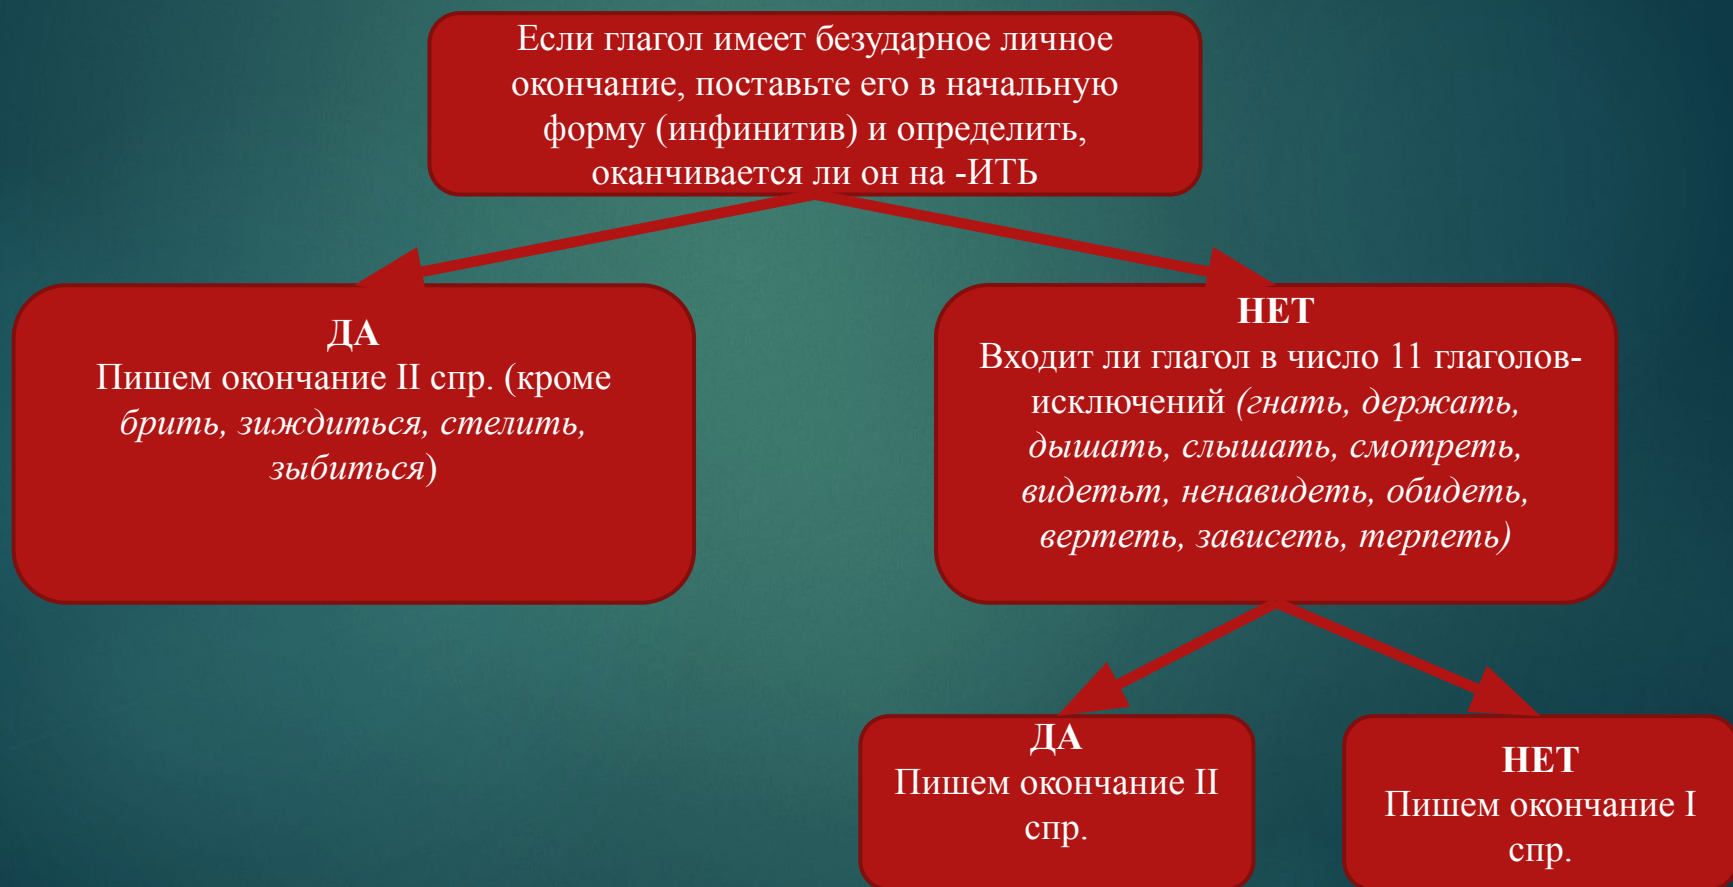 Если глагол имеет безударное личное
окончание, поставьте его в начальную
форму (инфинитив) и определить,
оканчивается ли он на -ИТЬ
ДА
Пишем окончание II спр. (кроме
брить, зиждиться, стелить,
зыбиться)
НЕТ
Входит ли глагол в число 11 глаголов-
исключений (гнать, держать,
дышать, слышать, смотреть,
видетьт, ненавидеть, обидеть,
вертеть, зависеть, терпеть)
ДА
Пишем окончание II
спр.
НЕТ
Пишем окончание I
спр.